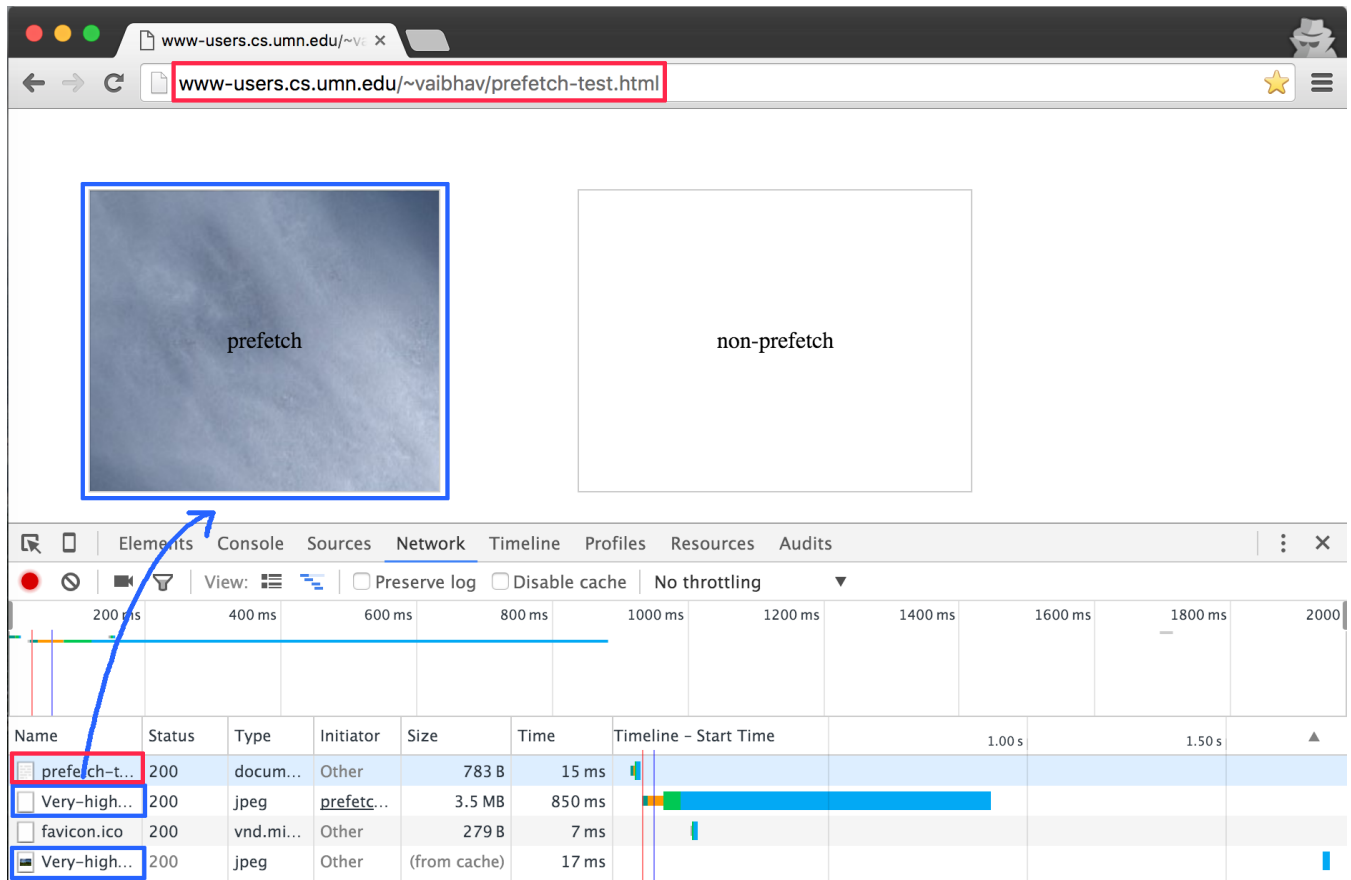 www-users.cs.umn.edu/~va
www-users.cs.umn.edu/~vaibhav/prefetch-test.html
prefetch
non-prefetch
Elements Console Sources Network Timeline Profiles Resources Audits
View: Preserve log Disable cache No throttling
200 ms 400 ms 600 ms 800 ms 1000 ms 1200 ms 1400 ms 1600 ms 1800 ms 2000
Name Status Type Initiator Size Time Timeline – Start Time 1.00 s 1.50 s
prefetch-t... 200 docum... Other 783 B 15 ms
Very-high... 200 jpeg prefetc... 3.5 MB 850 ms
favicon.ico 200 vnd.mi... Other 279 B 7 ms
Very-high... 200 jpeg Other (from cache) 17 ms